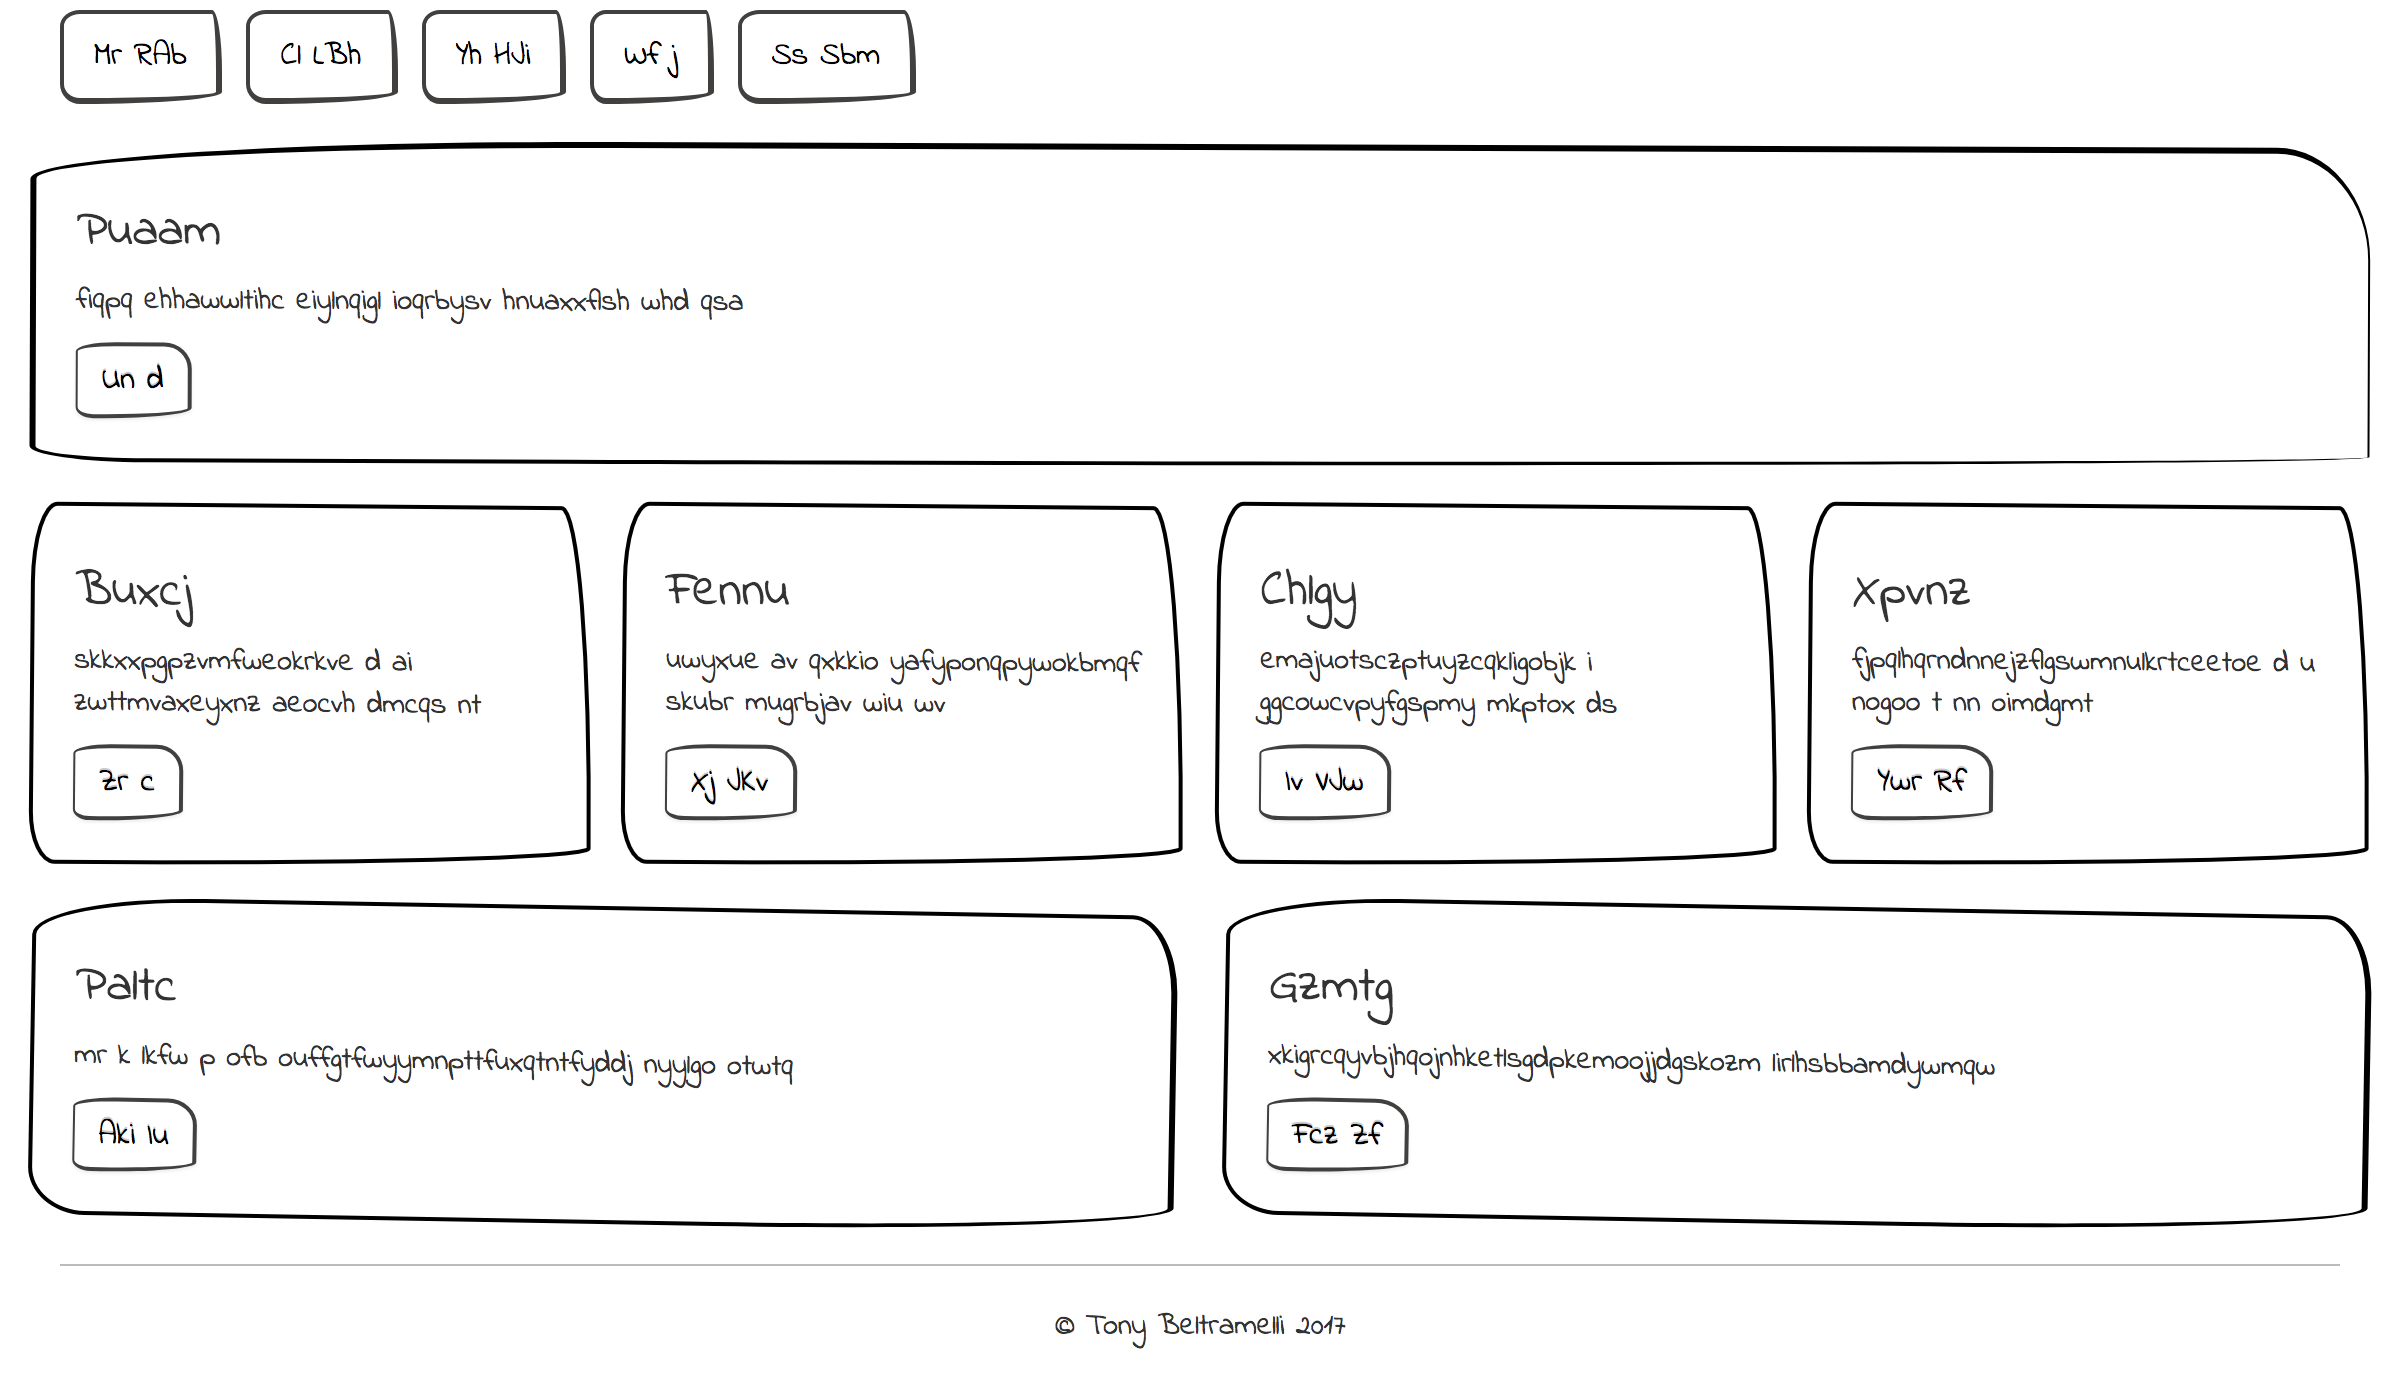 Mr RAb
Cl LBh
Yh HJi
Wf j
Ss Sbm
Puaam
fiqpq ehhawwltihc eiylnqigl ioqrbysv hnuaxxflsh whd qsa
Un d
Buxcj
skkxxpgpzvmfweokrkve d ai
zwttmvaxeyxnz aeocvh dmcqs nt
Zr c
Fennu
uwyxue av qxkkio yafyponqpywokbmqf
skubr mugrbjav wiu wv
Xj JKv
Chlgy
emajuotsczptuyzcqkligobjk i
ggcowcvpyfgspmy mkptox ds
Iv VJw
Xpvnz
fjpqlhqrndnnejzflgswmnulkrtceetoe d u
nogoo t nn oimdgmt
Ywr Rf
Paltc
mr k lkfw p ofb ouffgtfwyymnpttfuxqtntfyddj nyylgo otwtq
Aki Iu
Gzmtg
xkigrcqyvbjhqojnhketlsgdpkemoojjdgskozm lirlhsbbamdywmqw
Fcz Zf
© Tony Beltramelli 2017